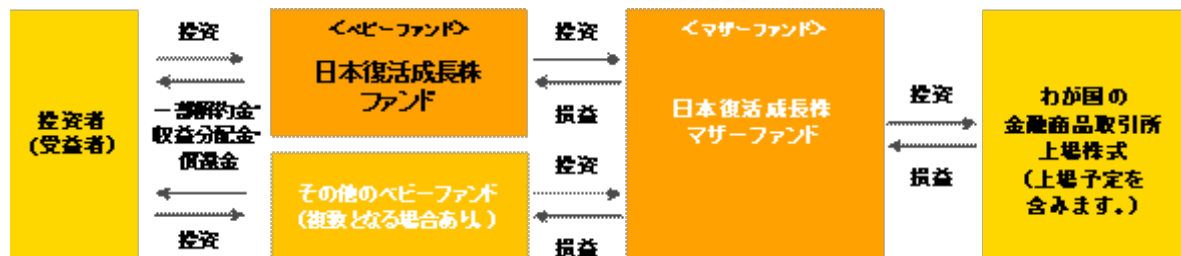 投資者
(受益者)
投資
一部解約金・
収益分配金・
償還金
投資
<ベビーファンド>
日本復活成長株
ファンド
その他のベビーファンド
(複数となる場合あり。)
投資
損益
投資
損益
<マザーファンド>
日本復活成長株
マザーファンド
投資
損益
わが国の
金融商品取引所
上場株式
(上場予定を
含みます。)